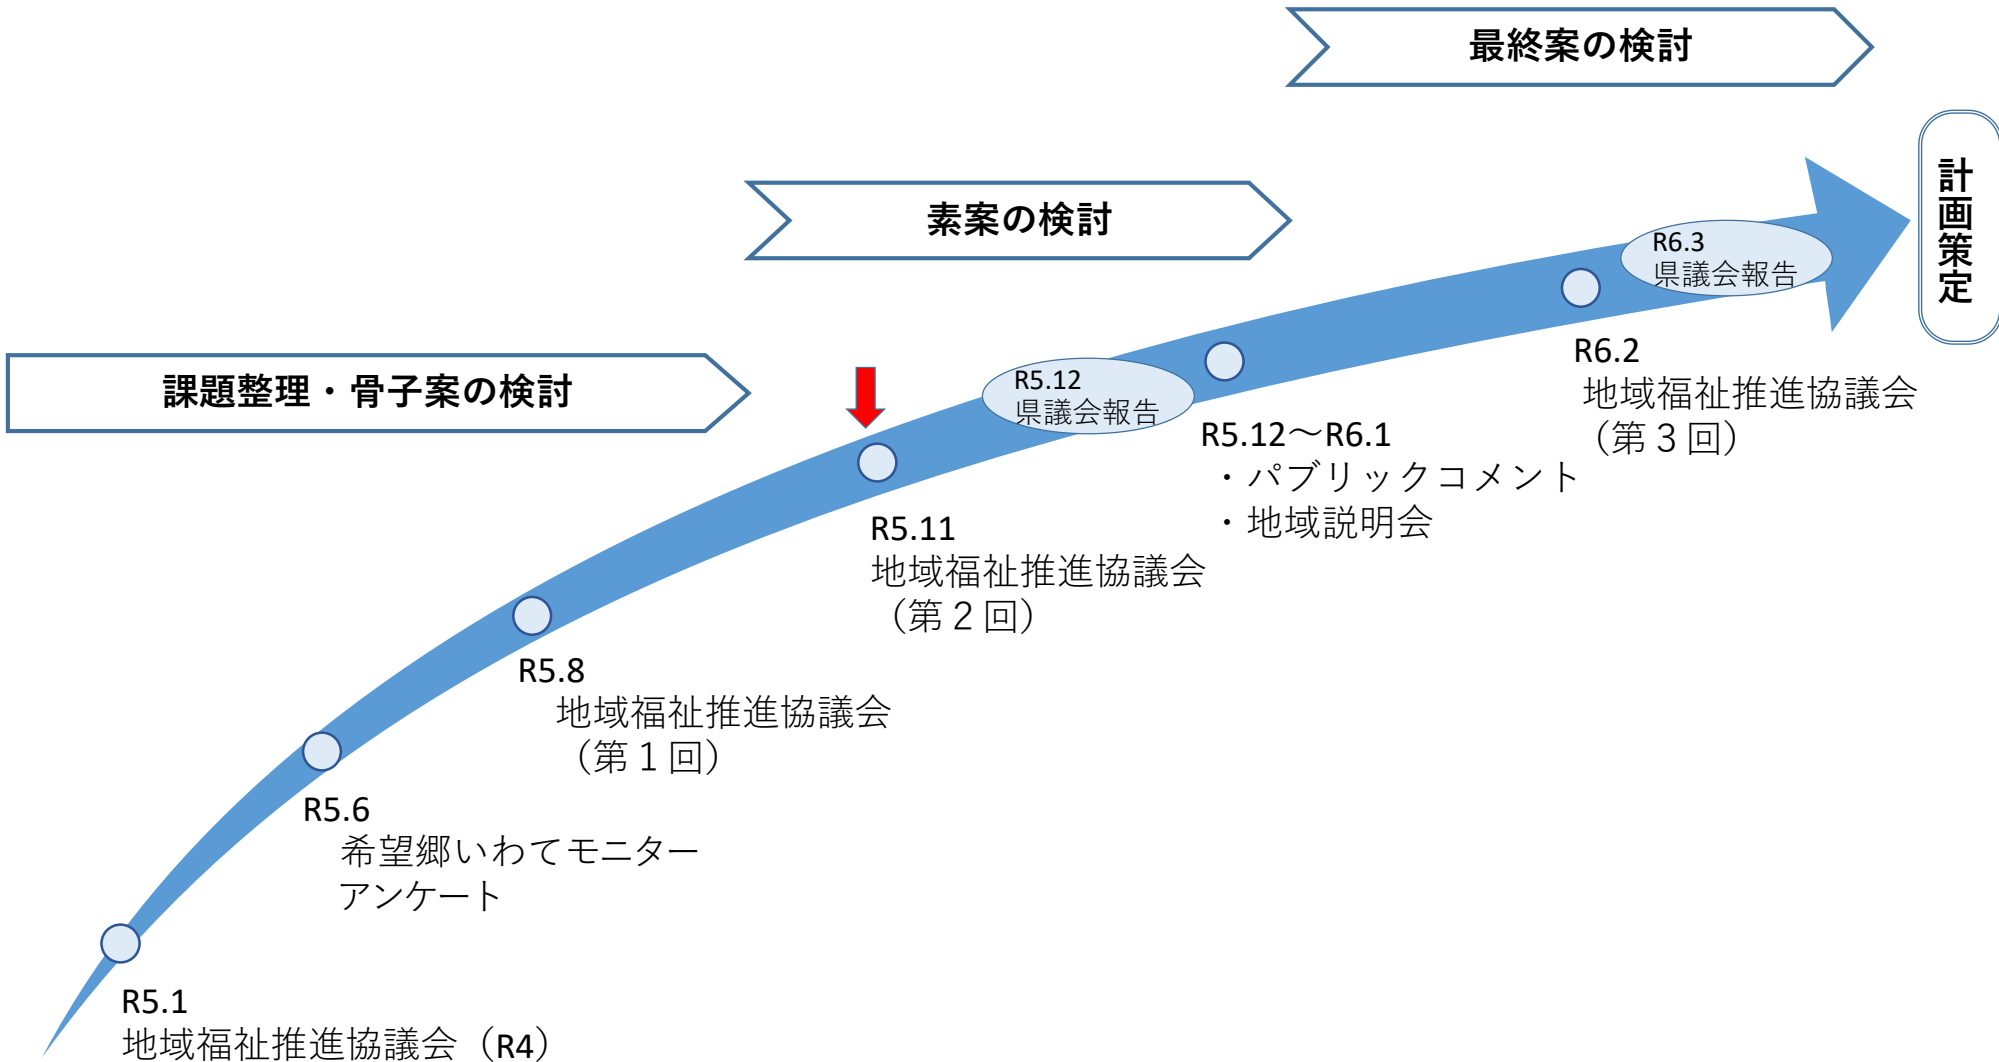 最終案の検討
計画策定
素案の検討
課題整理・骨子案の検討
R6.3
県議会報告
R6.2
地域福祉推進協議会
（第３回）
R5.12
県議会報告
R5.12～R6.1
・パブリックコメント
・地域説明会
R5.11
地域福祉推進協議会
（第２回）
R5.8
地域福祉推進協議会
（第１回）
R5.6
希望郷いわてモニター
アンケート
R5.1
地域福祉推進協議会（R4）